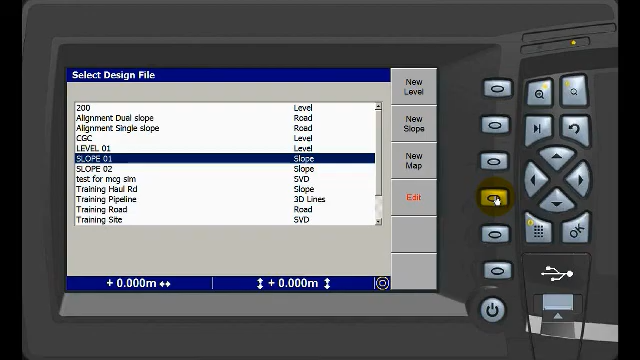 Select Design File
200 Level
Alignment Dual slope Road
Alignment Single slope Road
CGC Level
LEVEL 01 Level
SLOPE 01 Slope
SLOPE 02 Slope
test for mcg sim SVD
Training Haul Rd Slope
Training Pipeline 3D Lines
Training Road Road
Training Site SVD
+ 0.000m
+ 0.000m
New
Level
New
Slope
New
Map
Edit
OK